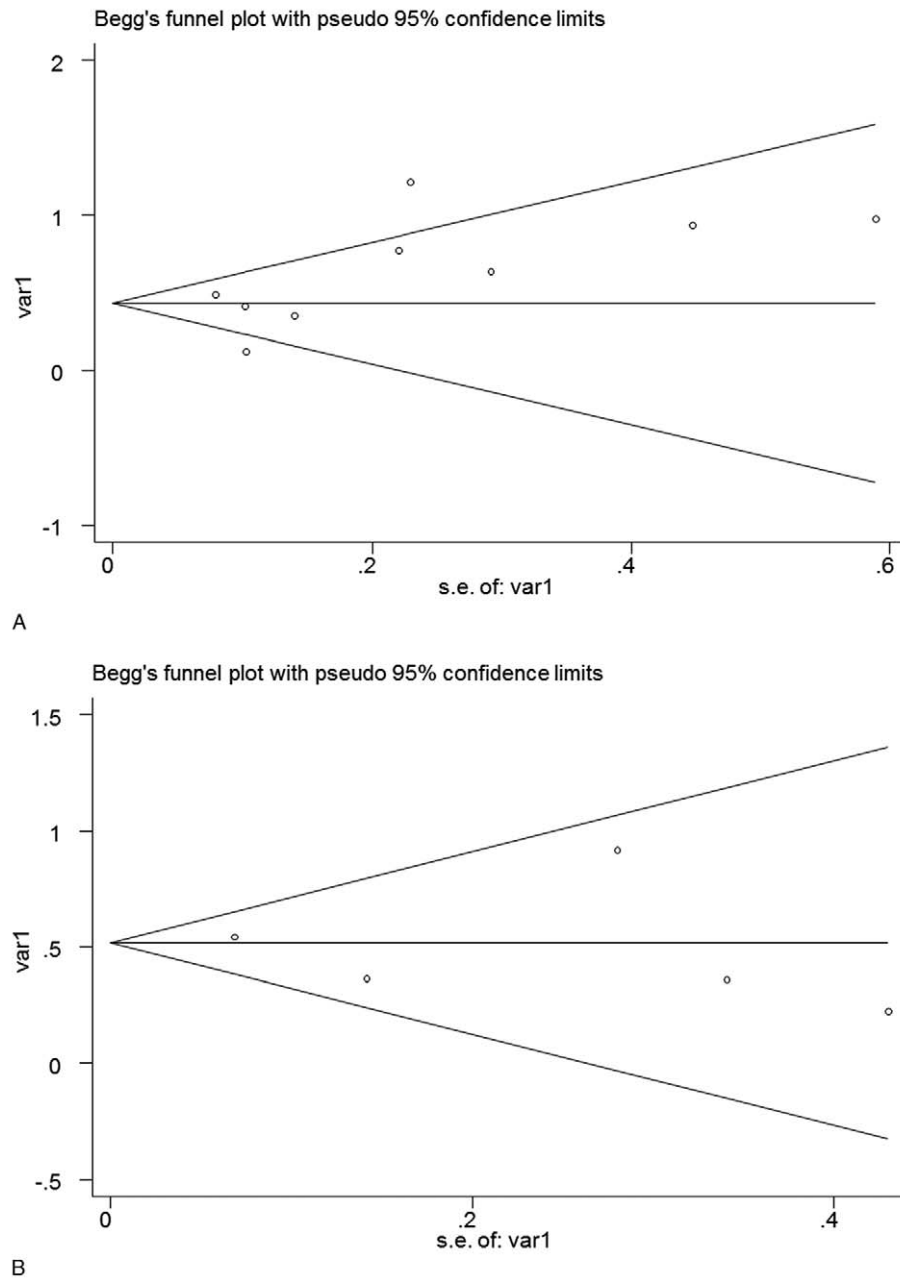 Begg's funnel plot with pseudo 95% confidence limits
2
1
0
-1
var1
0 .2 .4 .6
s.e. of: var1
A
Begg's funnel plot with pseudo 95% confidence limits
1.5
1
.5
0
-.5
var1
0 .2 .4
s.e. of: var1
B